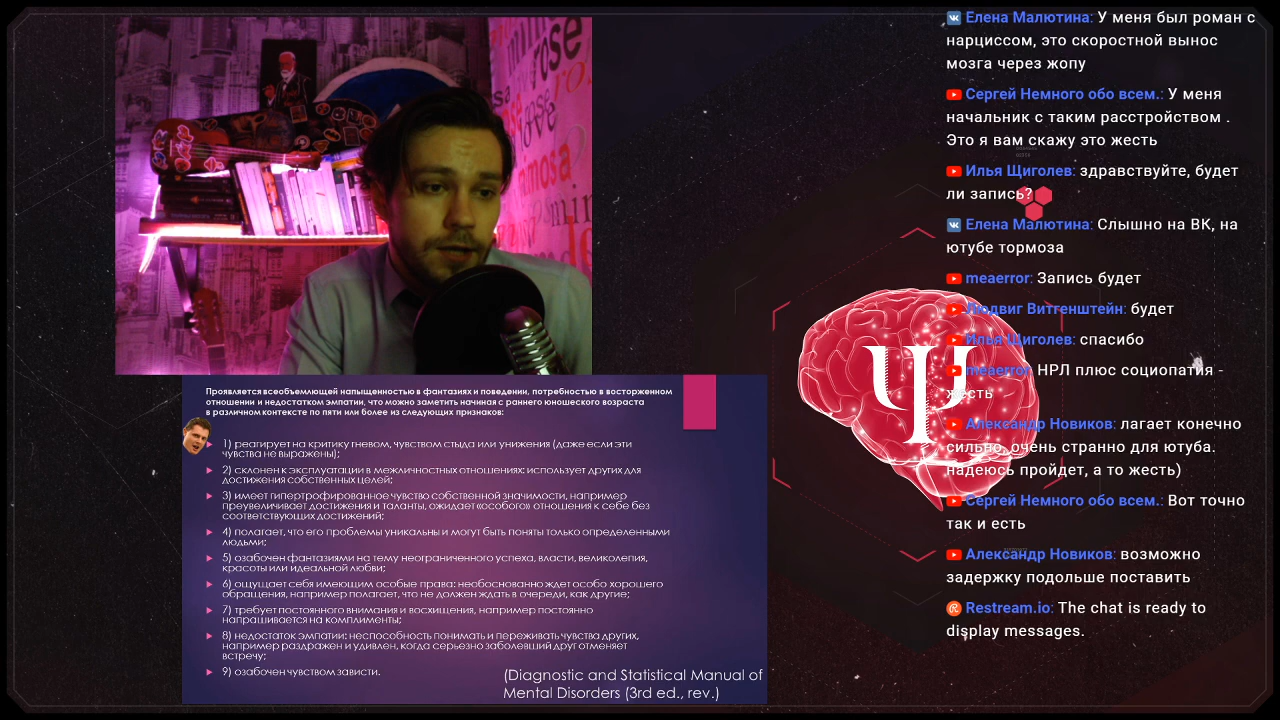 Проявляется всеобъемлющей напыщенностью в фантазиях и поведении, потребностью в восторженном
отношении и недостатком эмпатии, что можно заметить начиная с раннего юношеского возраста
в различном контексте по пяти или более из следующих признаков:
1) реагирует на критику гневом, чувством стыда или унижения (даже если эти
чувства не выражены);
2) склонен к эксплуатации в межличностных отношениях: использует других для
достижения собственных целей;
3) имеет гипертрофированное чувство собственной значимости, например
преувеличивает достижения и таланты, ожидает «особого» отношения к себе без
соответствующих достижений;
4) полагает, что его проблемы уникальны и могут быть поняты только определенными
людьми;
5) озабочен фантазиями на тему неограниченного успеха, власти, великолепия,
красоты или идеальной любви;
6) ощущает себя имеющим особые права: необоснованно ждет особо хорошего
обращения, например полагает, что не должен ждать в очереди, как другие;
7) требует постоянного внимания и восхищения, например постоянно
напрашивается на комплименты;
8) недостаток эмпатии: неспособность понимать и переживать чувства других,
например раздражен и удивлен, когда серьезно заболевший друг отменяет
встречу;
9) озабочен чувством зависти.
(Diagnostic and Statistical Manual of
Mental Disorders (3rd ed., rev.)
Ψ
Елена Малютина: У меня был роман с
нарциссом, это скоростной вынос
мозга через жопу
Сергей Немного обо всем.: У меня
начальник с таким расстройством .
Это я вам скажу это жесть
Илья Щиголев: здравствуйте, будет
ли запись?
Елена Малютина: Слышно на ВК, на
ютубе тормоза
meaerror: Запись будет
Людвиг Витгенштейн: будет
Илья Щиголев: спасибо
meaerror: НРЛ плюс социопатия -
жесть
Александр Новиков: лагает конечно
сильно, очень странно для ютуба.
надеюсь пройдет, а то жесть)
Сергей Немного обо всем.: Вот точно
так и есть
Александр Новиков: возможно
задержку подольше поставить
Restream.io: The chat is ready to
display messages.